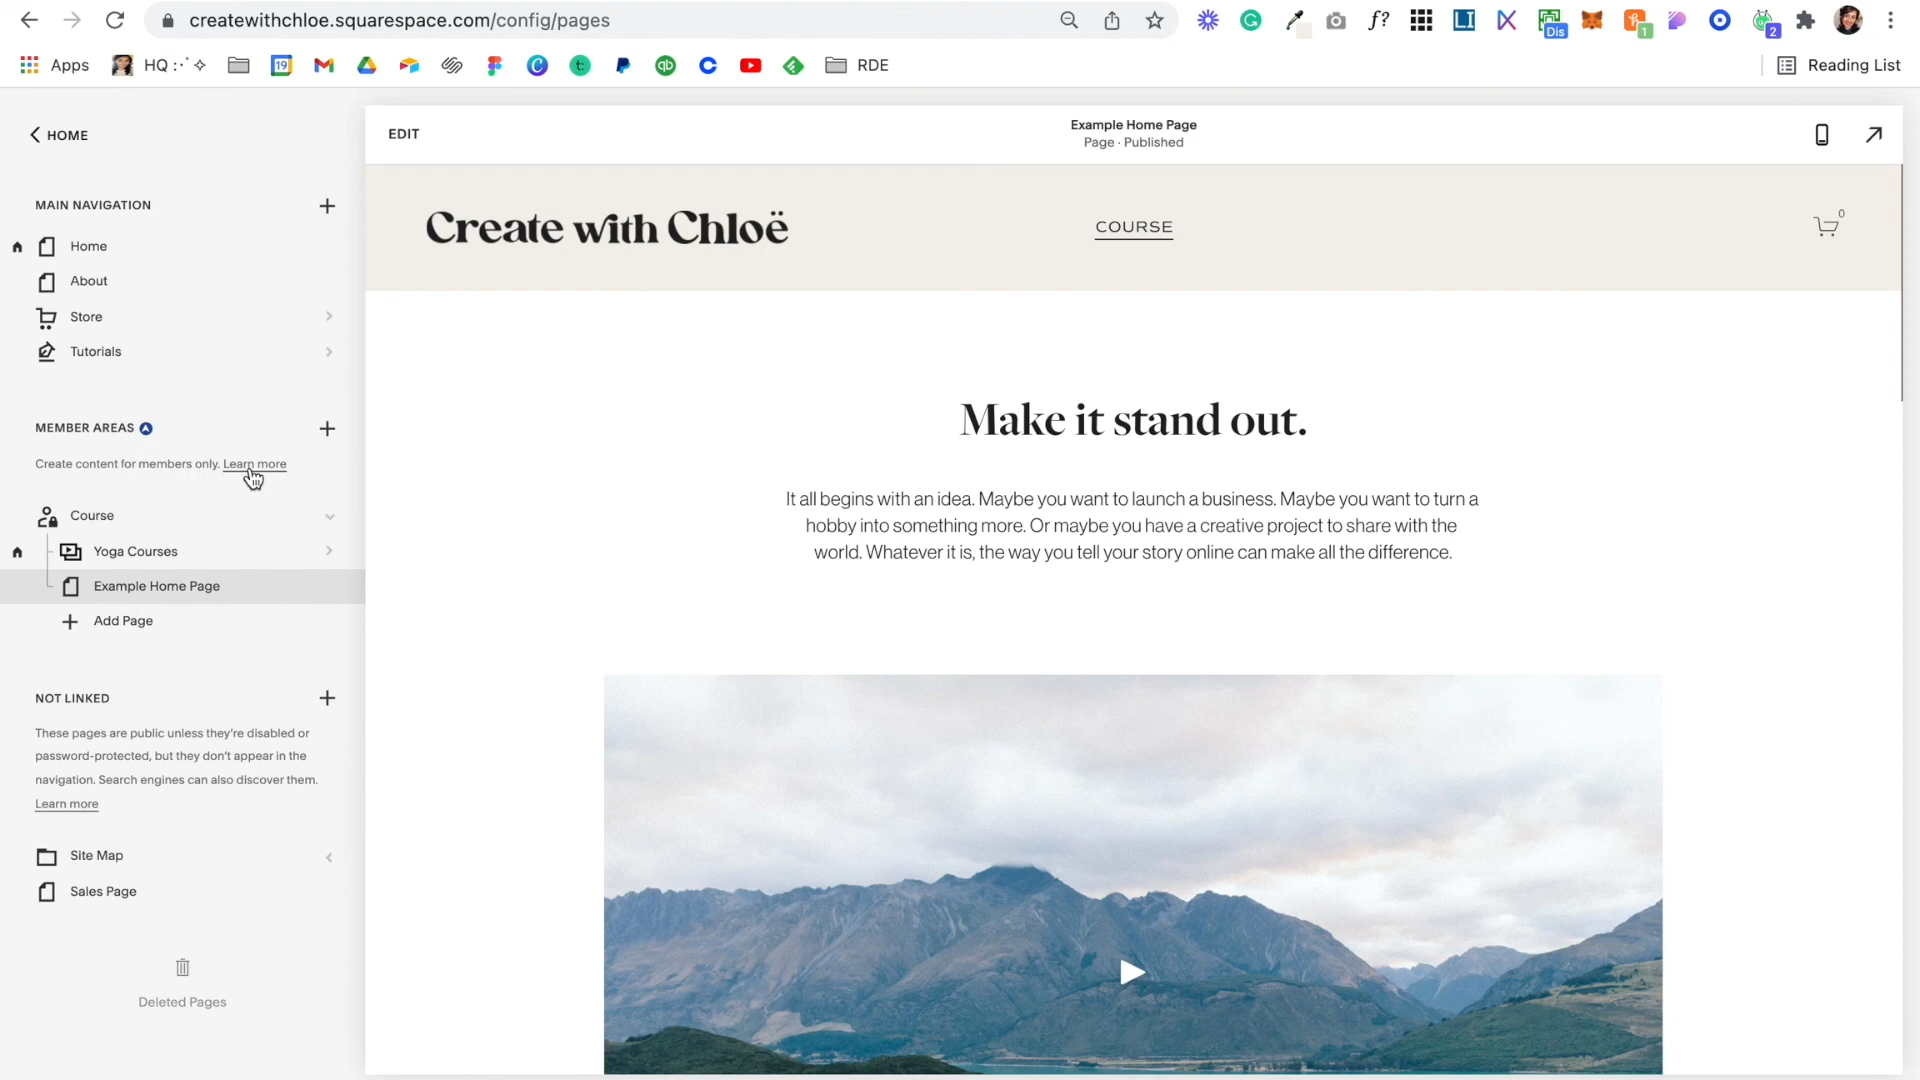 createwithchloe.squarespace.com/config/pages
f?
LI
Dis
1
2
Apps
HQ :･ﾟ✧
19
RDE
Reading List
HOME
MAIN NAVIGATION
Home
About
Store
Tutorials
MEMBER AREAS
Create content for members only. Learn more
Course
Yoga Courses
Example Home Page
Add Page
NOT LINKED
These pages are public unless they're disabled or
password-protected, but they don't appear in the
navigation. Search engines can also discover them.
Learn more
Site Map
Sales Page
Deleted Pages
EDIT
Example Home Page
Page · Published
Create with Chloë
COURSE
0
Make it stand out.
It all begins with an idea. Maybe you want to launch a business. Maybe you want to turn a
hobby into something more. Or maybe you have a creative project to share with the
world. Whatever it is, the way you tell your story online can make all the difference.